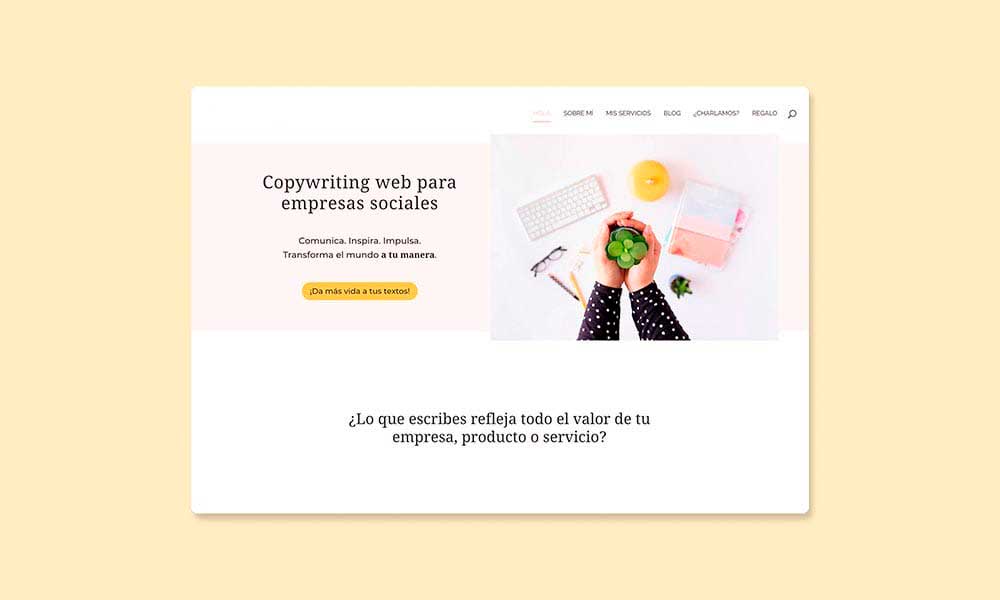 HOLA SOBRE MÍ MIS SERVICIOS BLOG ¿CHARLAMOS? REGALO
Copywriting web para
empresas sociales
Comunica. Inspira. Impulsa.
Transforma el mundo a tu manera.
¡Da más vida a tus textos!
¿Lo que escribes refleja todo el valor de tu
empresa, producto o servicio?